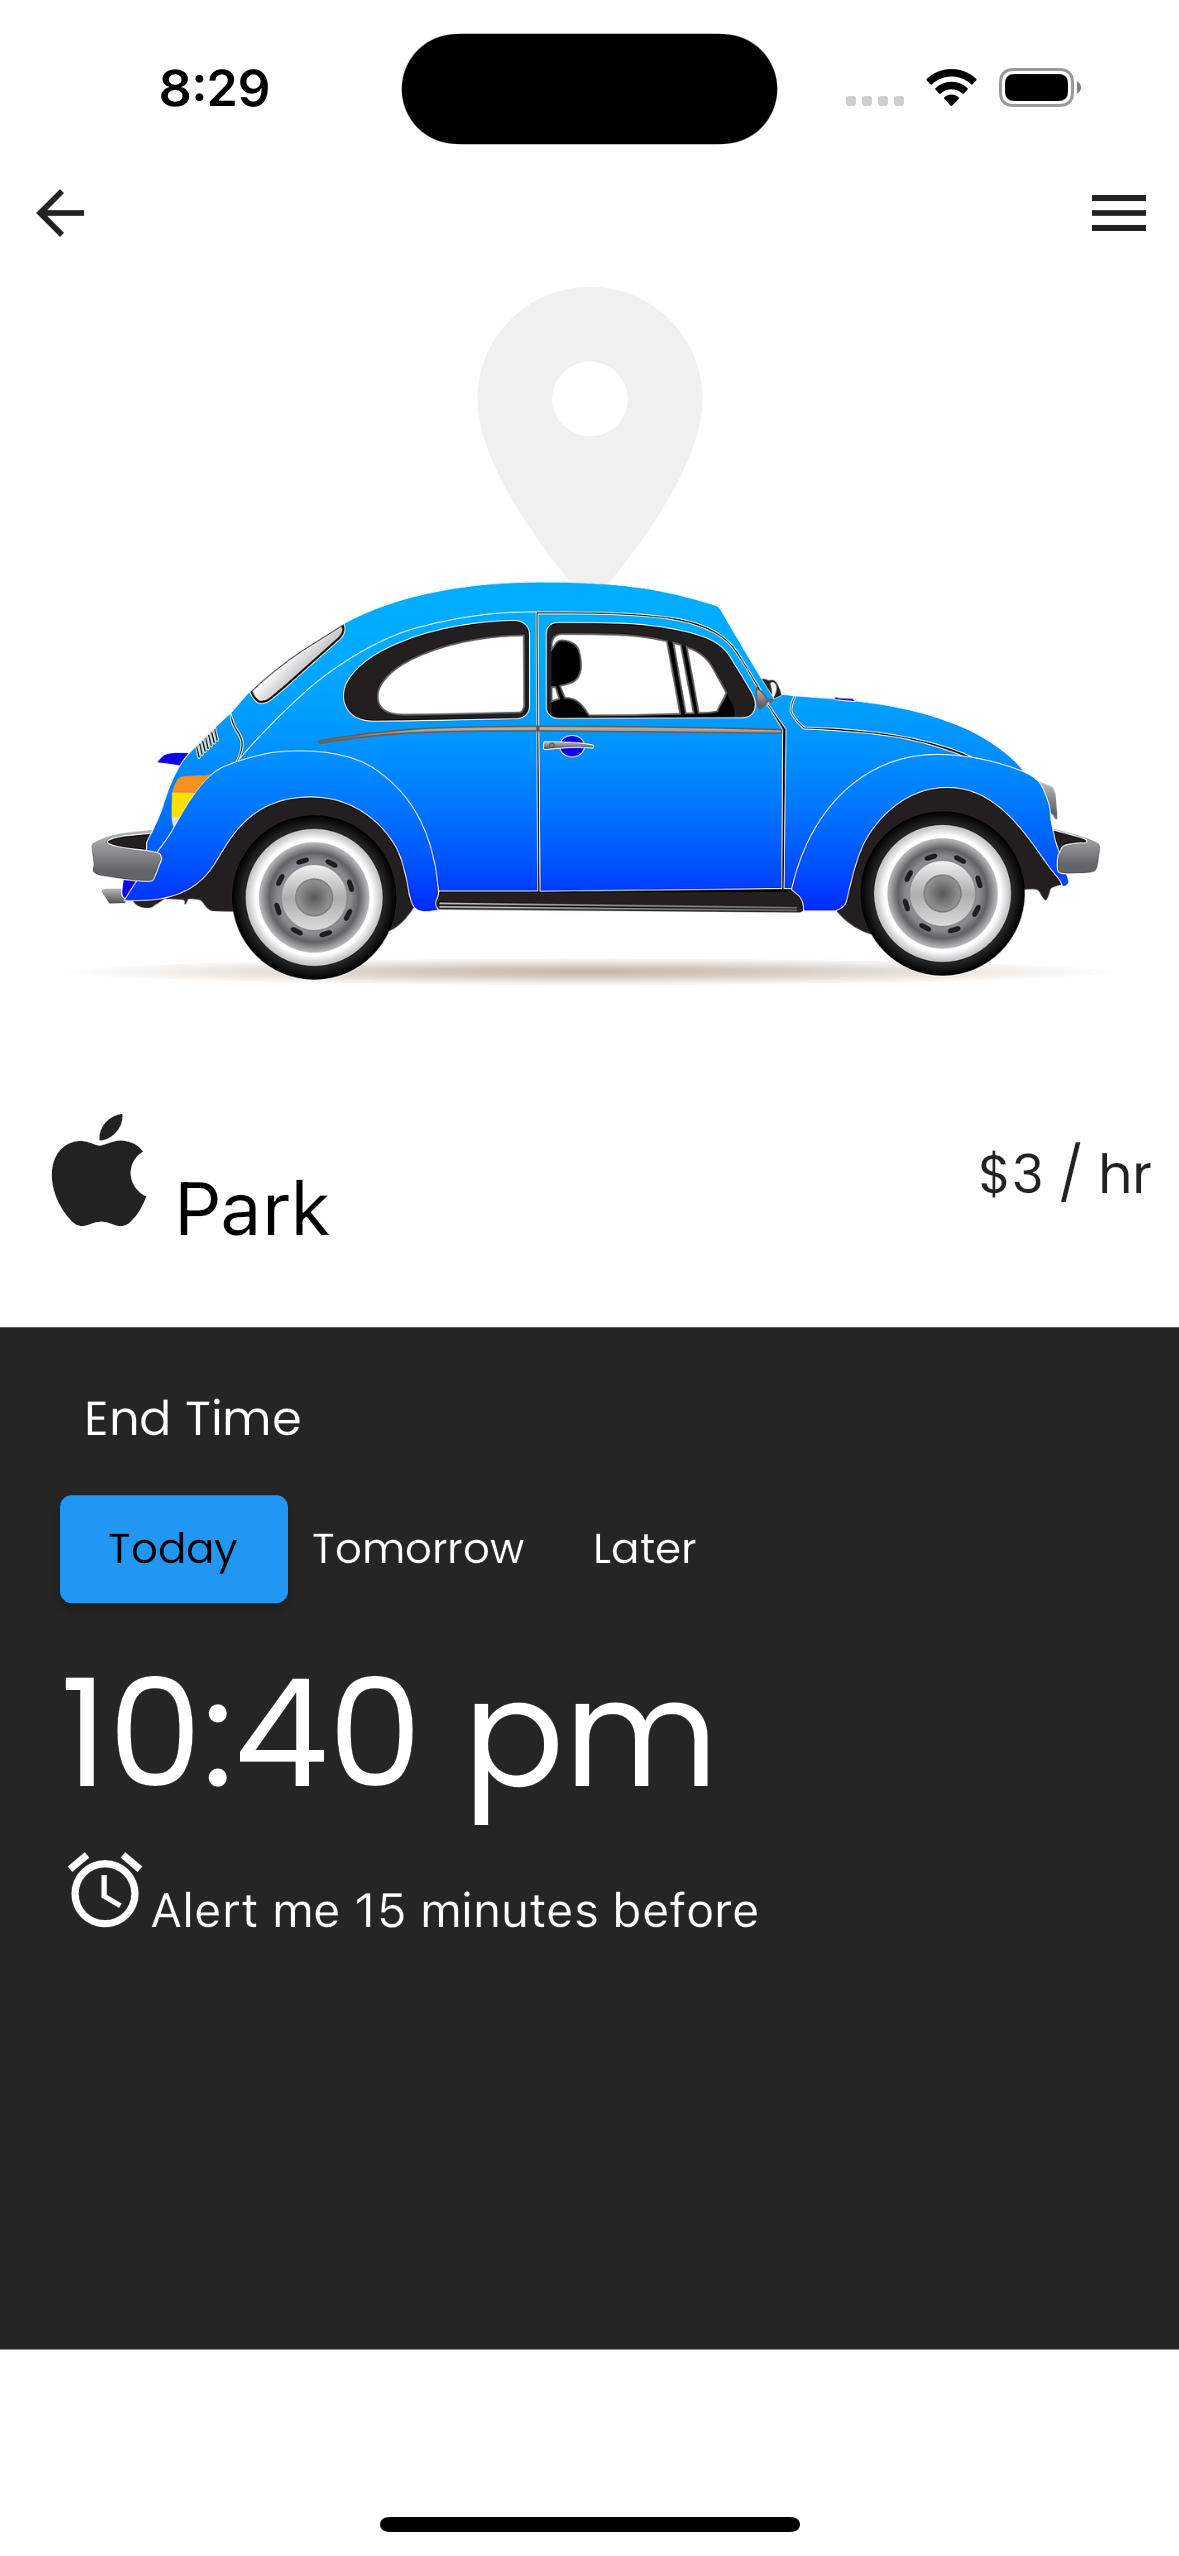 8:29
Park
$3 / hr
End Time
Today Tomorrow Later
10:40 pm
Alert me 15 minutes before